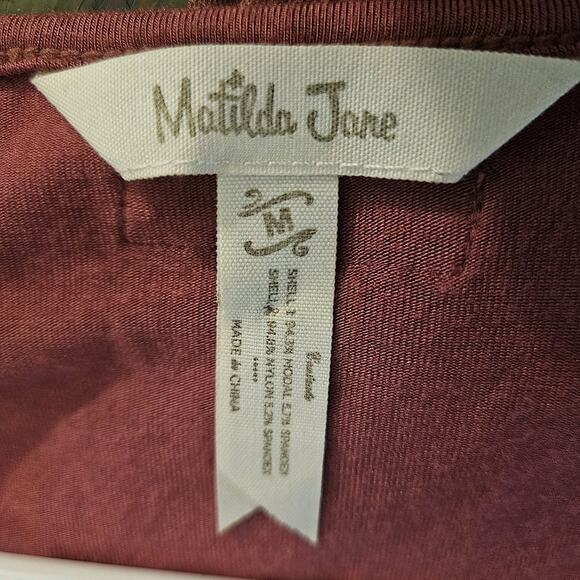 Matilda Jane
M
SHELL 1: 94.3% MODAL 5.7% SPANDEX
SHELL 2: 94.8% NYLON 5.2% SPANDEX
MADE in CHINA